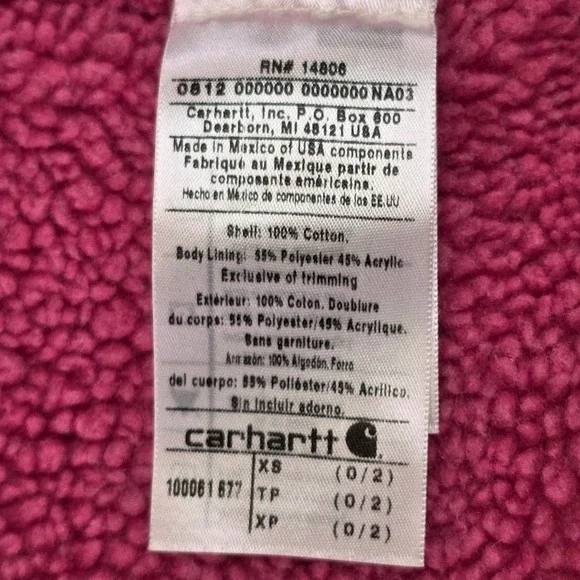 RN# 14806
0812 000000 0000000 NA03
Carhartt, Inc. P.O. Box 600
Dearborn, MI 48121 USA
Made in Mexico of USA components
Fabriqué au Mexique partir de
composants américains.
Hecho en México de componentes de los EE.UU
Shell: 100% Cotton.
Body Lining: 55% Polyester 45% Acrylic
Exclusive of trimming
Extérieur: 100% Coton. Doublure
du corps: 55% Polyester/45% Acrylique.
Sans garniture.
Armazón: 100% Algodón. Forro
del cuerpo: 55% Poliéster/45% Acrílico.
Sin incluir adorno.
carhartt
100061 677
XS (0/2)
TP (0/2)
XP (0/2)